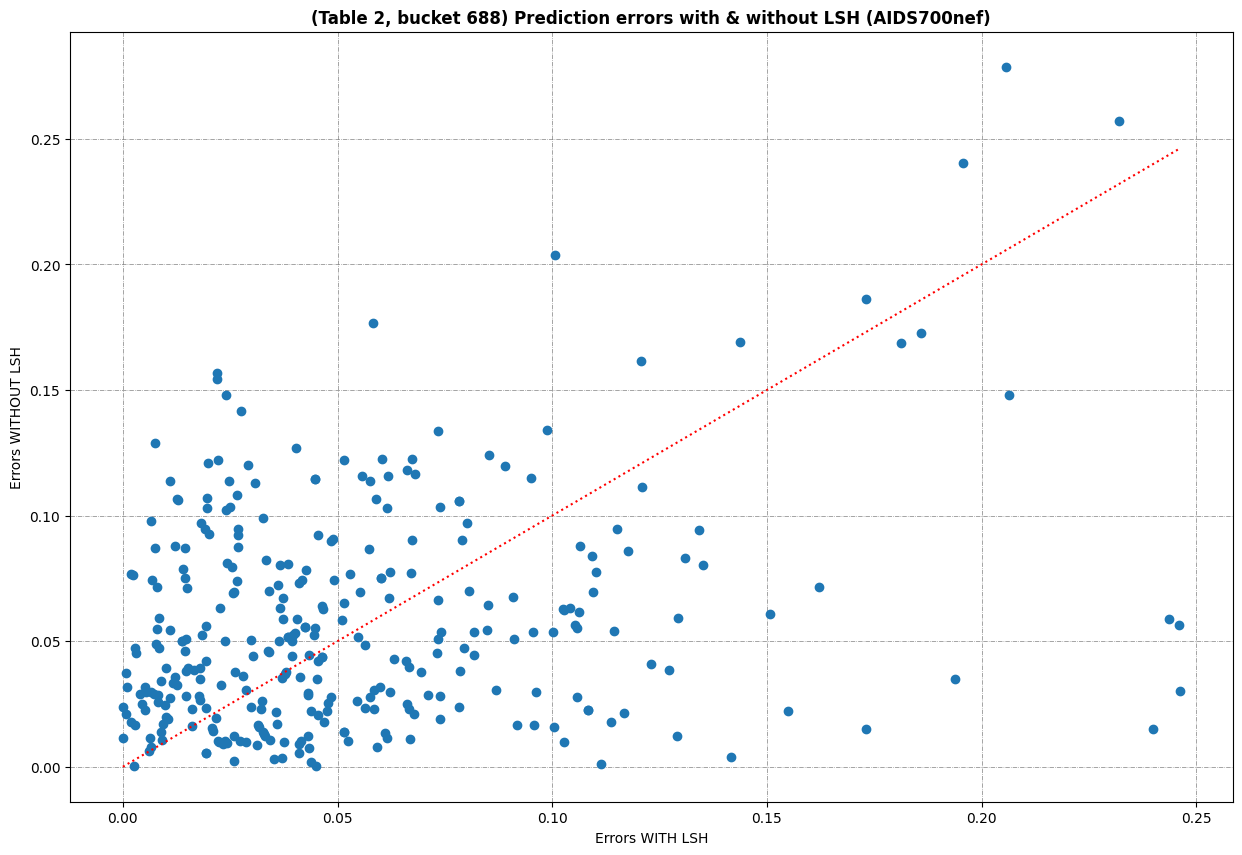 (Table 2, bucket 688) Prediction errors with & without LSH (AIDS700nef)
Errors WITHOUT LSH
0.25
0.20
0.15
0.10
0.05
0.00
0.00 0.05 0.10 0.15 0.20 0.25
Errors WITH LSH